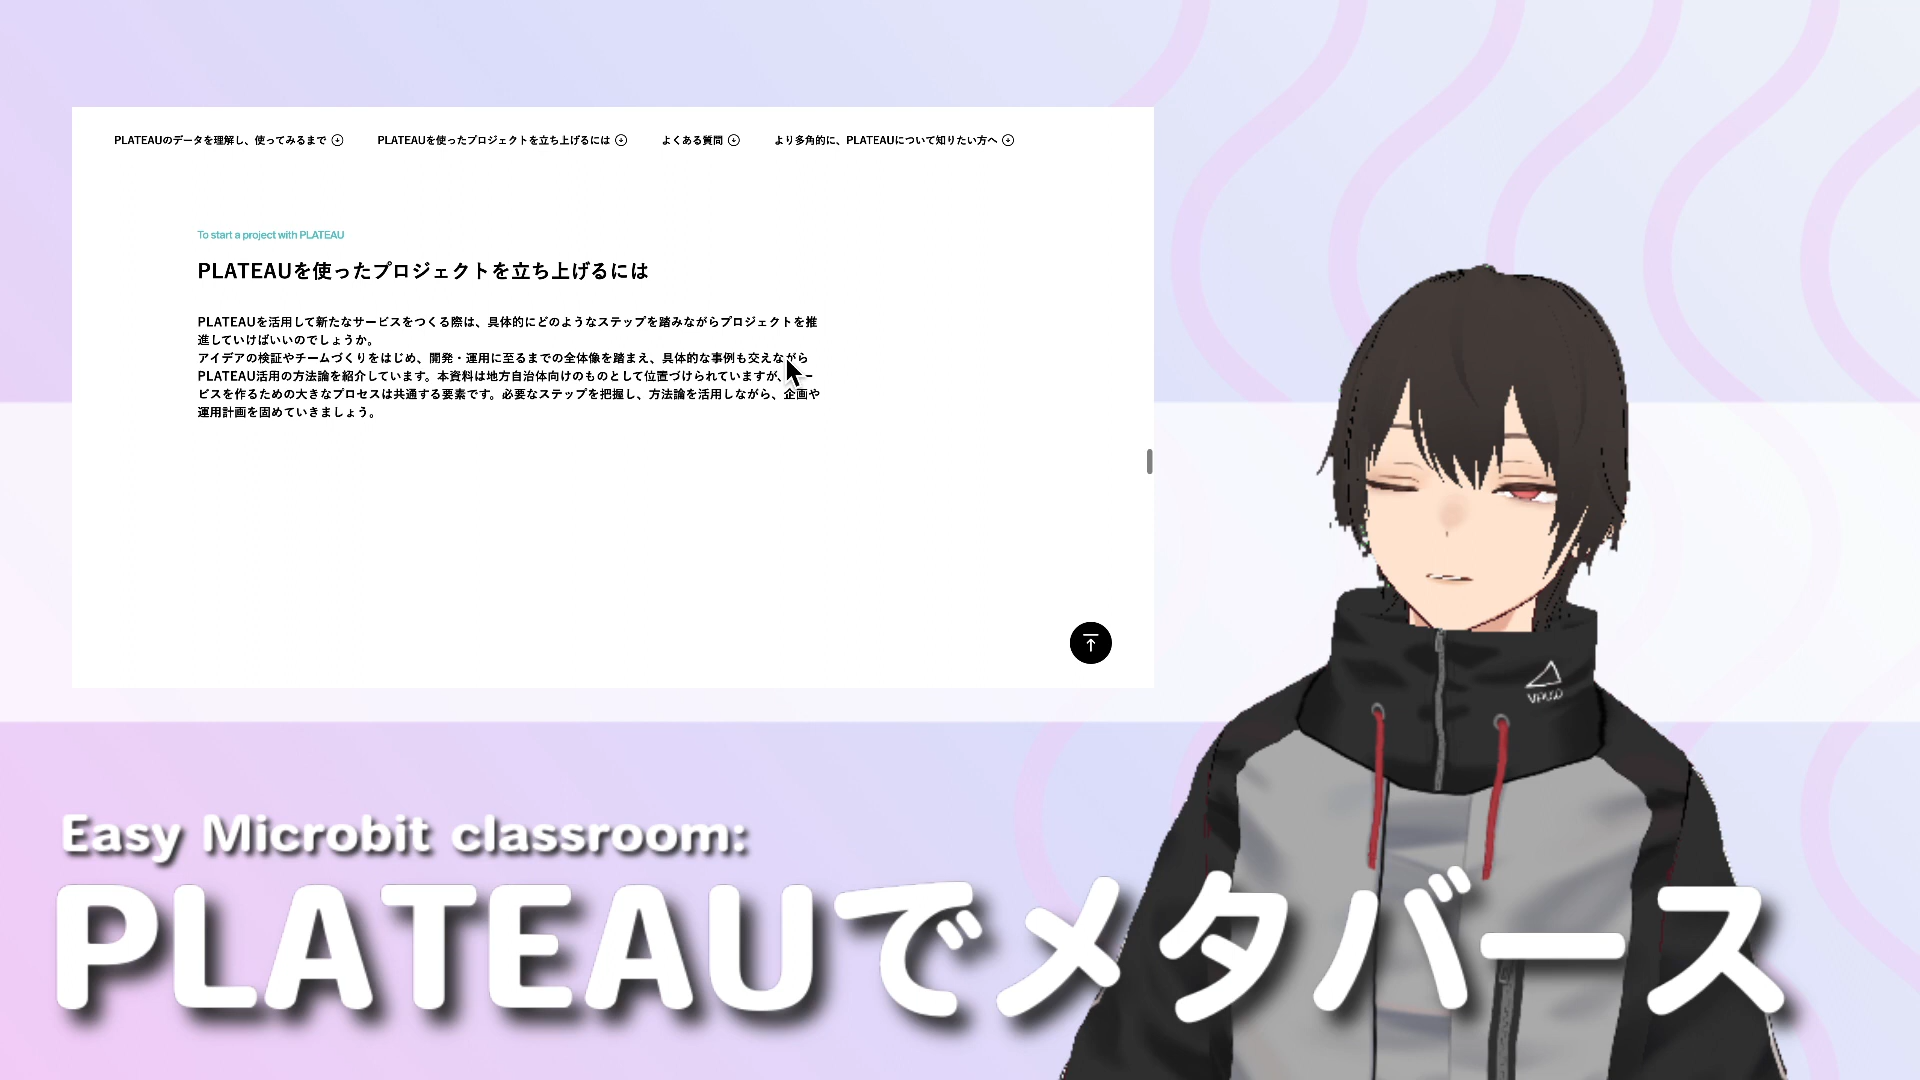 PLATEAUのデータを理解し、使ってみるまで
PLATEAUを使ったプロジェクトを立ち上げるには
よくある質問
より多角的に、PLATEAUについて知りたい方へ
To start a project with PLATEAU
PLATEAUを使ったプロジェクトを立ち上げるには
PLATEAUを活用して新たなサービスをつくる際は、具体的にどのようなステップを踏みながらプロジェクトを推
進していけばいいのでしょうか。
アイデアの検証やチームづくりをはじめ、開発・運用に至るまでの全体像を踏まえ、具体的な事例も交えながら
PLATEAU活用の方法論を紹介しています。本資料は地方自治体向けのものとして位置づけられていますが、ー
ビスを作るための大きなプロセスは共通する要素です。必要なステップを把握し、方法論を活用しながら、企画や
運用計画を固めていきましょう。
Easy Microbit classroom:
PLATEAUでメタバース